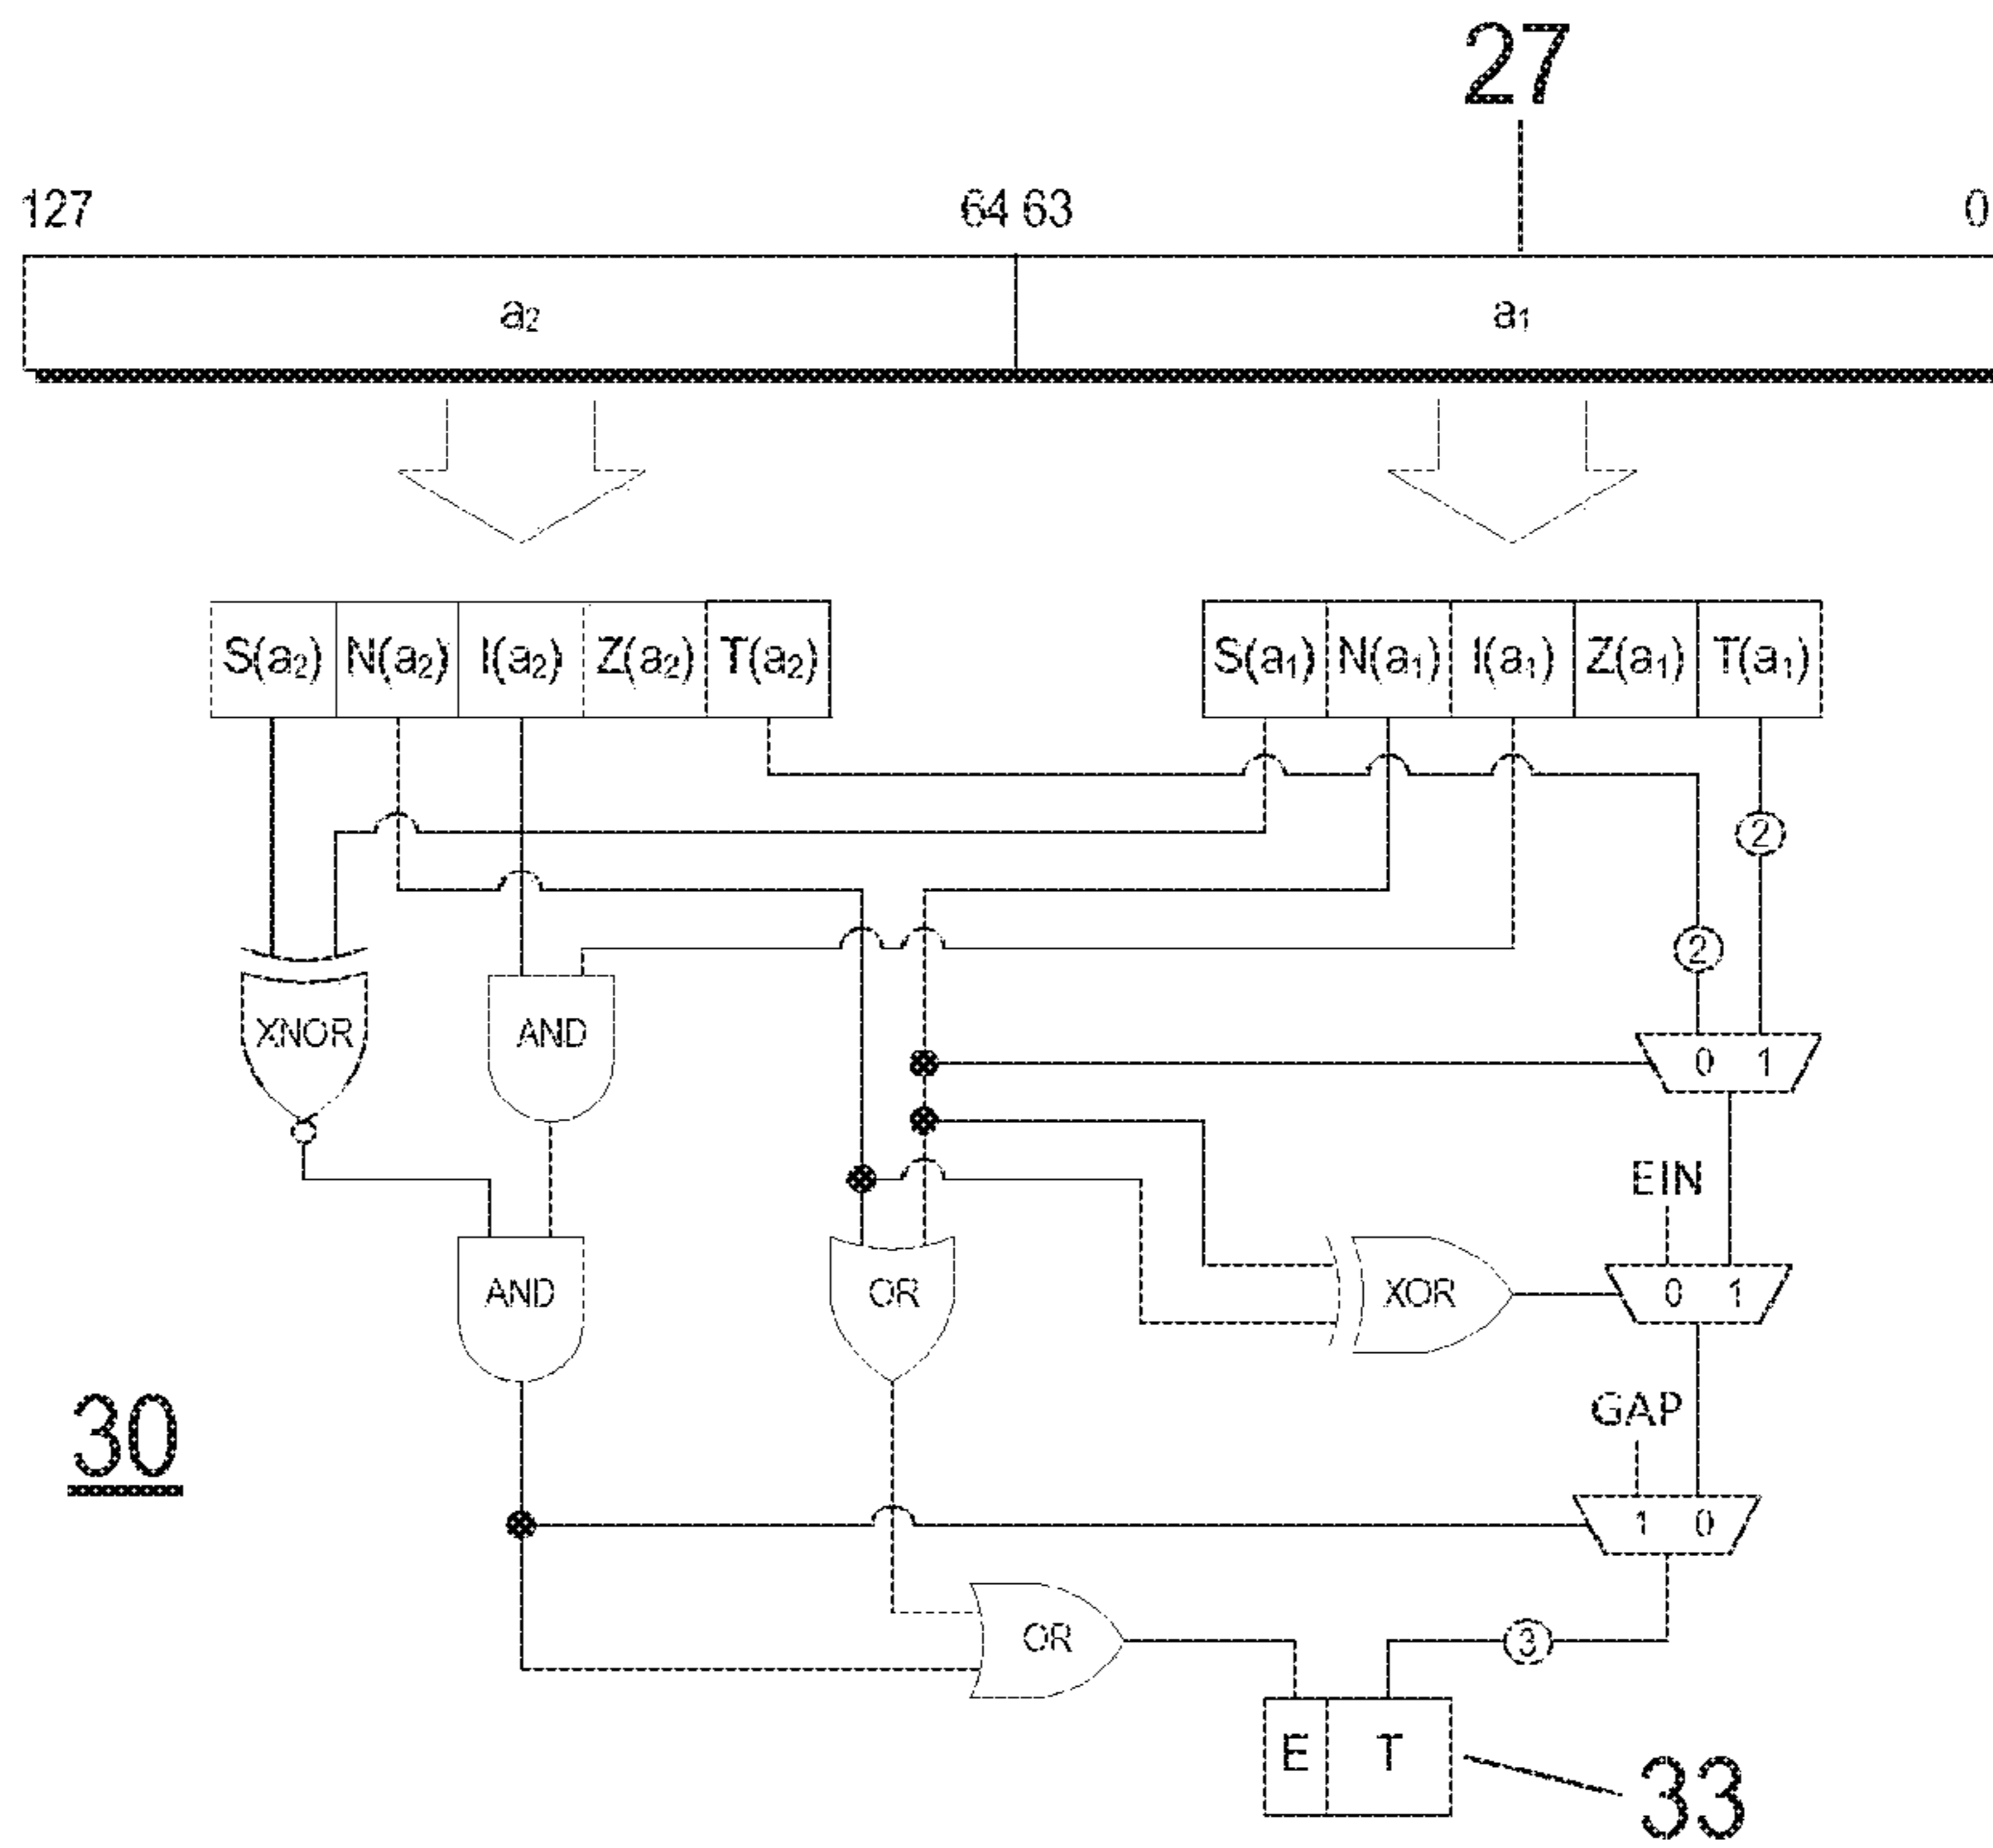 27
127 64 63 0
a₂ a₁
S(a₂) N(a₂) I(a₂) Z(a₂) T(a₂) S(a₁) N(a₁) I(a₁) Z(a₁) T(a₁)
2
2
XNOR AND 0 1
EIN
AND OR XOR 0 1
GAP
30
1 0
OR 3
E T
33